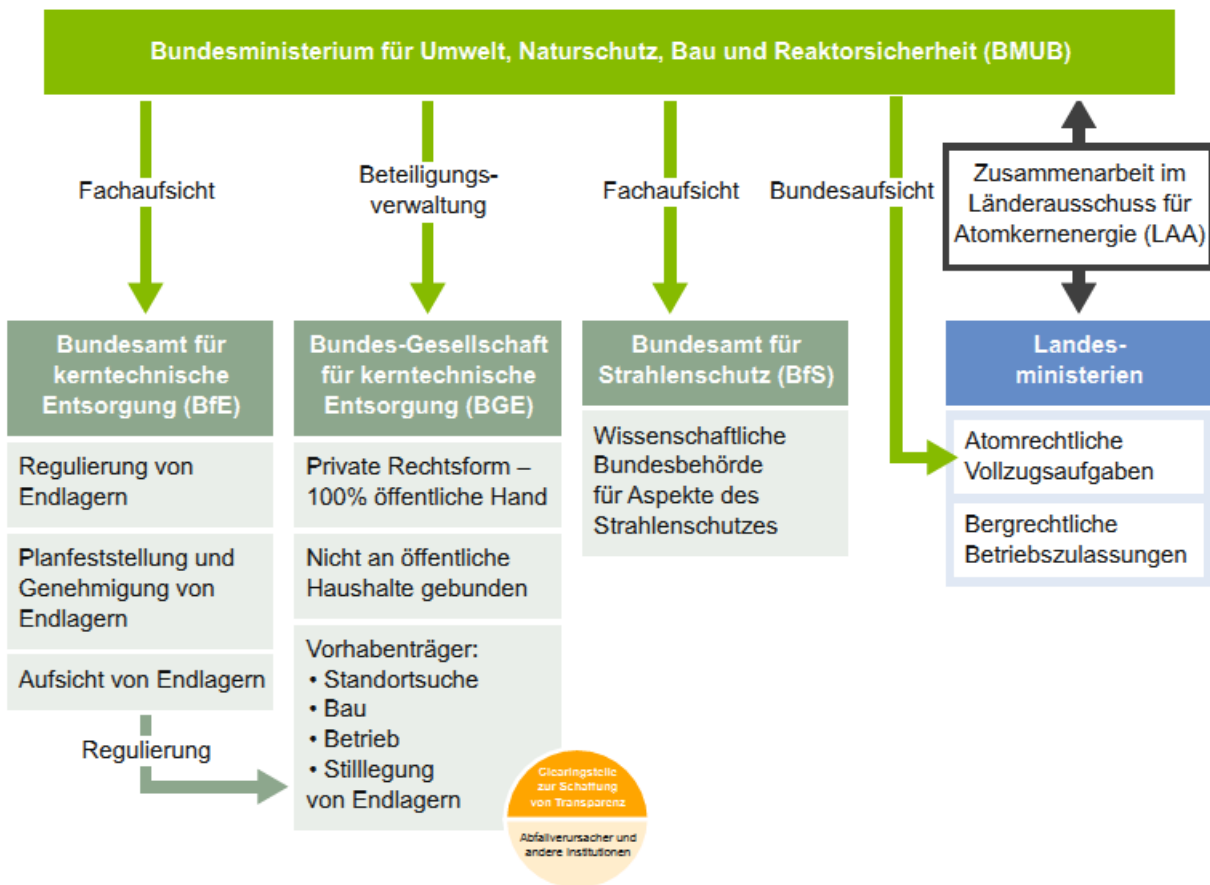 Bundesministerium für Umwelt, Naturschutz, Bau und Reaktorsicherheit (BMUB)
Fachaufsicht
Beteiligungs-
verwaltung
Fachaufsicht
Bundesaufsicht
Zusammenarbeit im
Länderausschuss für
Atomkernenergie (LAA)
Bundesamt für
kerntechnische
Entsorgung (BfE)
Regulierung von
Endlagern
Planfeststellung und
Genehmigung von
Endlagern
Aufsicht von Endlagern
Regulierung
Bundes-Gesellschaft
für kerntechnische
Entsorgung (BGE)
Private Rechtsform –
100% öffentliche Hand
Nicht an öffentliche
Haushalte gebunden
Vorhabenträger:
• Standortsuche
• Bau
• Betrieb
• Stilllegung
von Endlagern
Clearingstelle
zur Schaffung
von Transparenz
Abfallverursacher und
andere Institutionen
Bundesamt für
Strahlenschutz (BfS)
Wissenschaftliche
Bundesbehörde
für Aspekte des
Strahlenschutzes
Landes-
ministerien
Atomrechtliche
Vollzugsaufgaben
Bergrechtliche
Betriebszulassungen